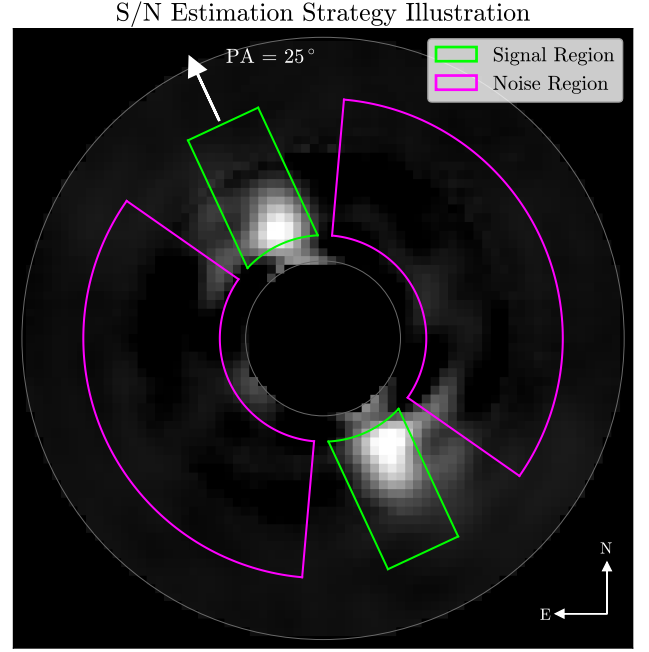 S/N Estimation Strategy Illustration
PA = 25°
Signal Region
Noise Region
N
E